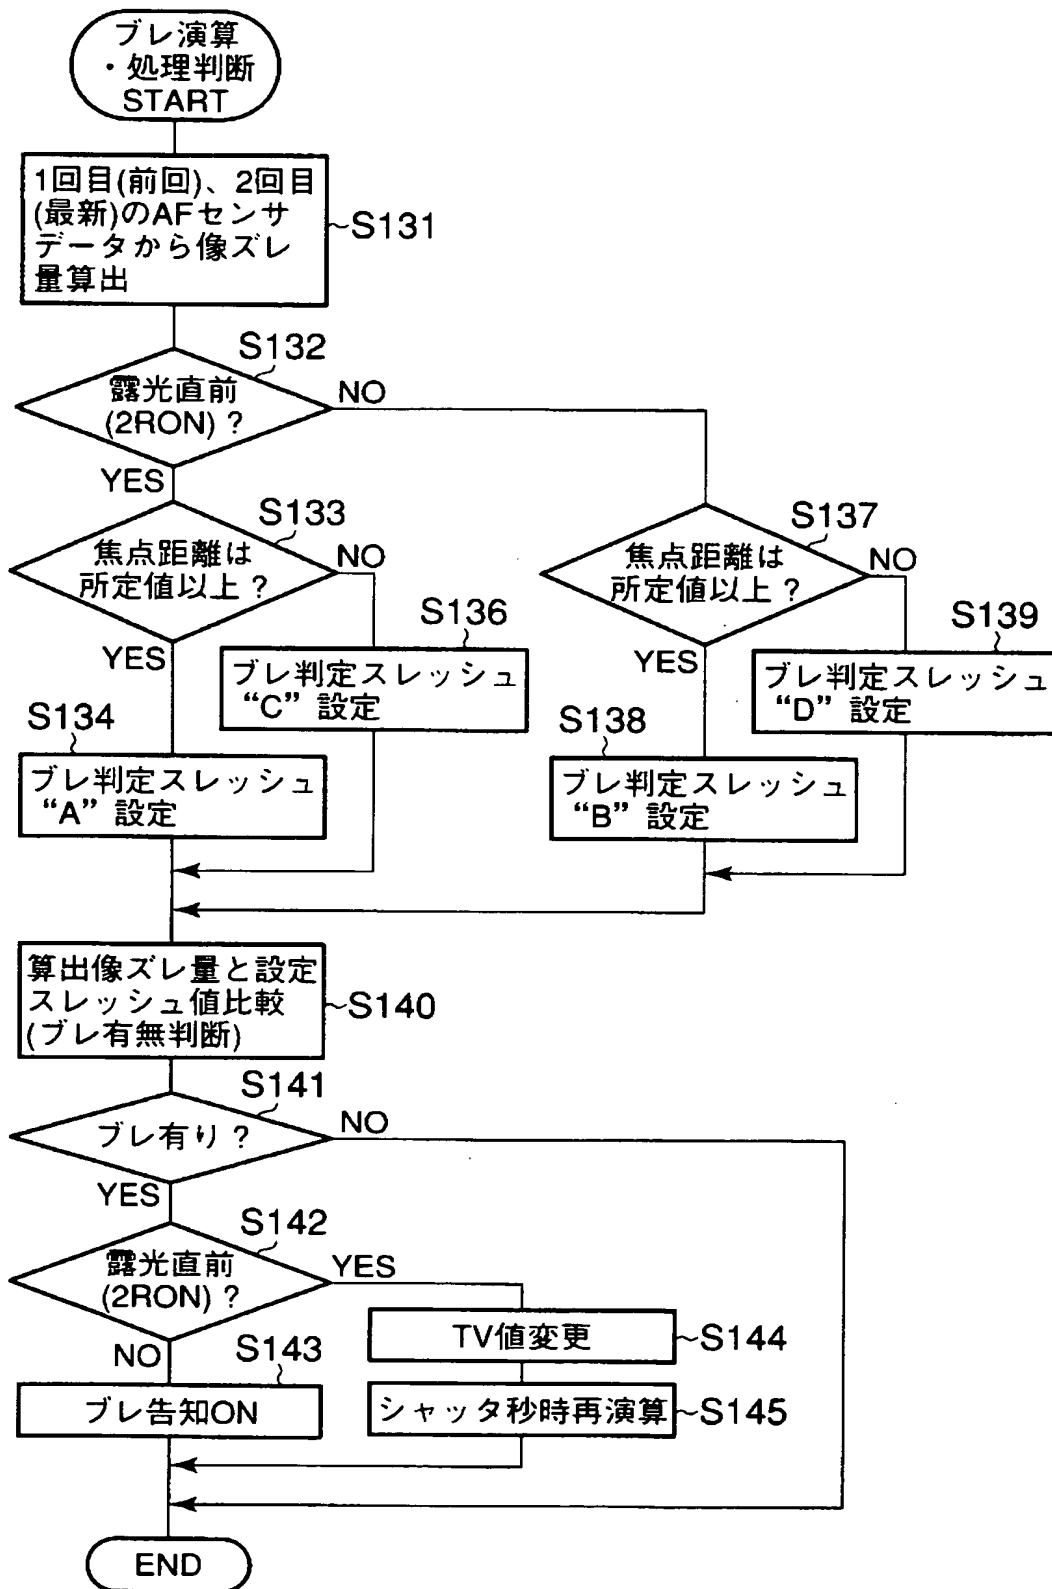 ブレ演算
・処理判断
START
1回目(前回)、2回目
(最新)のAFセンサ
データから像ズレ
量算出
S131
S132
露光直前
(2RON)?
NO
YES
S133
焦点距離は
所定値以上?
NO
YES
S136
ブレ判定スレッシュ
“C” 設定
S134
ブレ判定スレッシュ
“A” 設定
S137
焦点距離は
所定値以上?
NO
YES
S139
ブレ判定スレッシュ
“D” 設定
S138
ブレ判定スレッシュ
“B” 設定
算出像ズレ量と設定
スレッシュ値比較
(ブレ有無判断)
S140
S141
ブレ有り?
NO
YES
S142
露光直前
(2RON)?
YES
NO
S143
ブレ告知ON
TV値変更
S144
シャッタ秒時再演算
S145
END